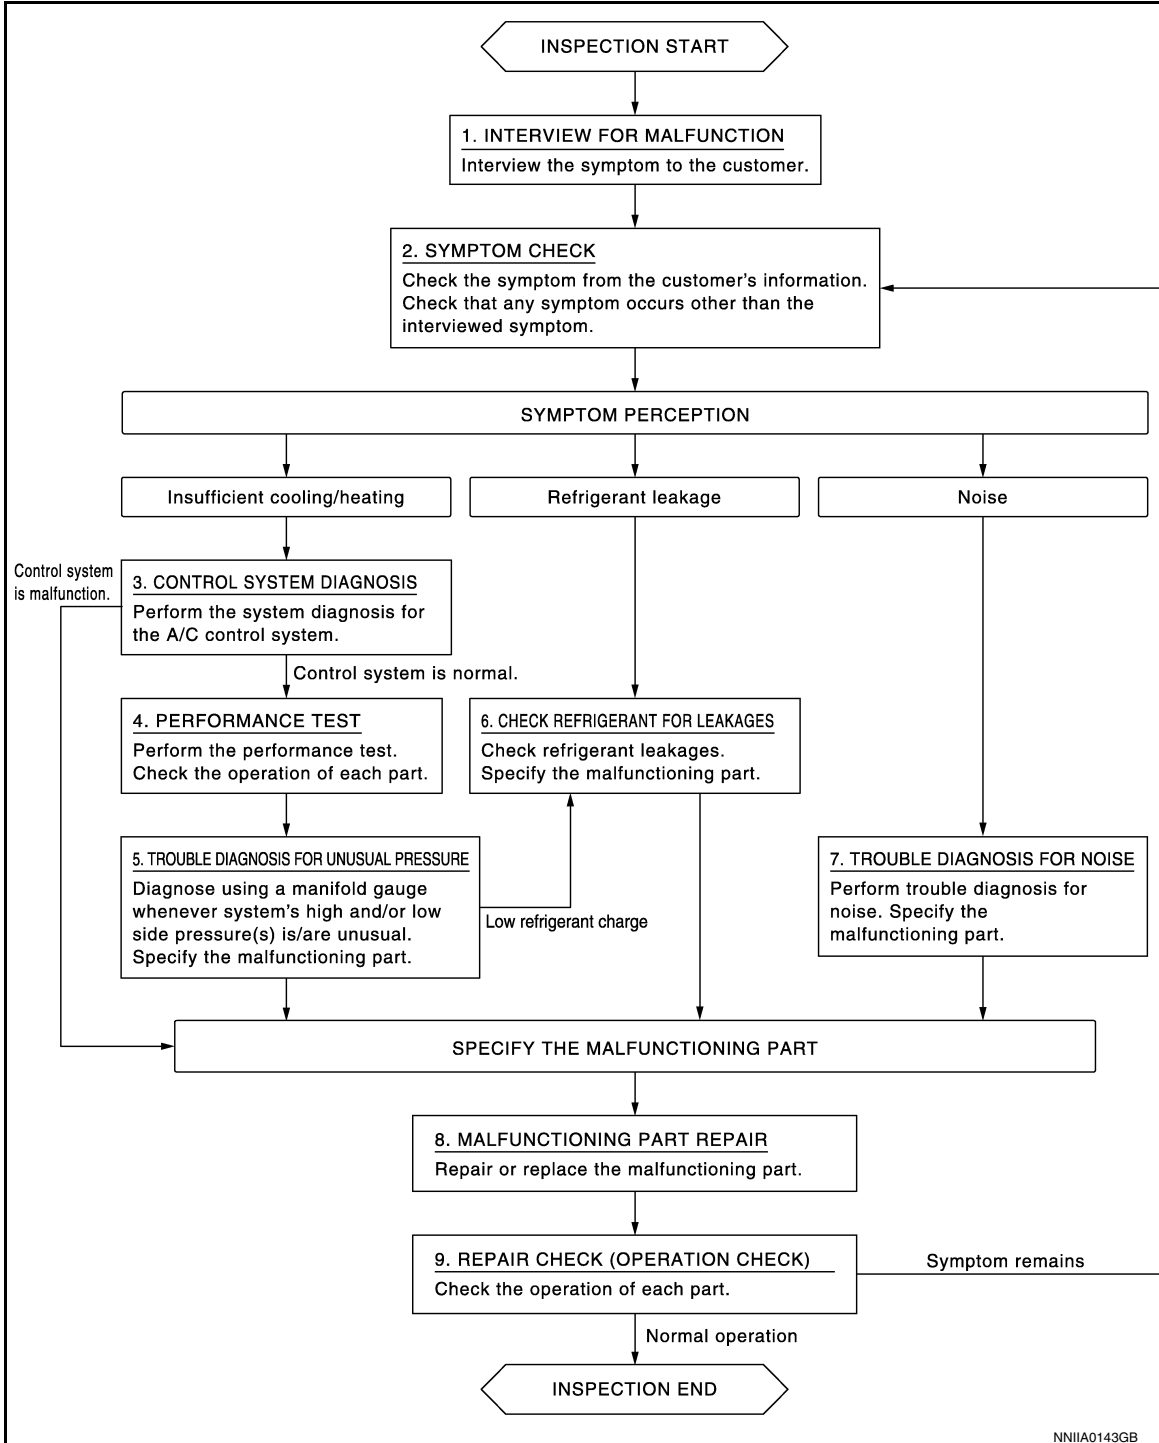 INSPECTION START
1. INTERVIEW FOR MALFUNCTION
Interview the symptom to the customer.
2. SYMPTOM CHECK
Check the symptom from the customer's information.
Check that any symptom occurs other than the
interviewed symptom.
SYMPTOM PERCEPTION
Insufficient cooling/heating
Refrigerant leakage
Noise
Control system
is malfunction.
3. CONTROL SYSTEM DIAGNOSIS
Perform the system diagnosis for
the A/C control system.
Control system is normal.
4. PERFORMANCE TEST
Perform the performance test.
Check the operation of each part.
6. CHECK REFRIGERANT FOR LEAKAGES
Check refrigerant leakages.
Specify the malfunctioning part.
5. TROUBLE DIAGNOSIS FOR UNUSUAL PRESSURE
Diagnose using a manifold gauge
whenever system's high and/or low
side pressure(s) is/are unusual.
Specify the malfunctioning part.
Low refrigerant charge
7. TROUBLE DIAGNOSIS FOR NOISE
Perform trouble diagnosis for
noise. Specify the
malfunctioning part.
SPECIFY THE MALFUNCTIONING PART
8. MALFUNCTIONING PART REPAIR
Repair or replace the malfunctioning part.
9. REPAIR CHECK (OPERATION CHECK)
Check the operation of each part.
Symptom remains
Normal operation
INSPECTION END
NNIIA0143GB